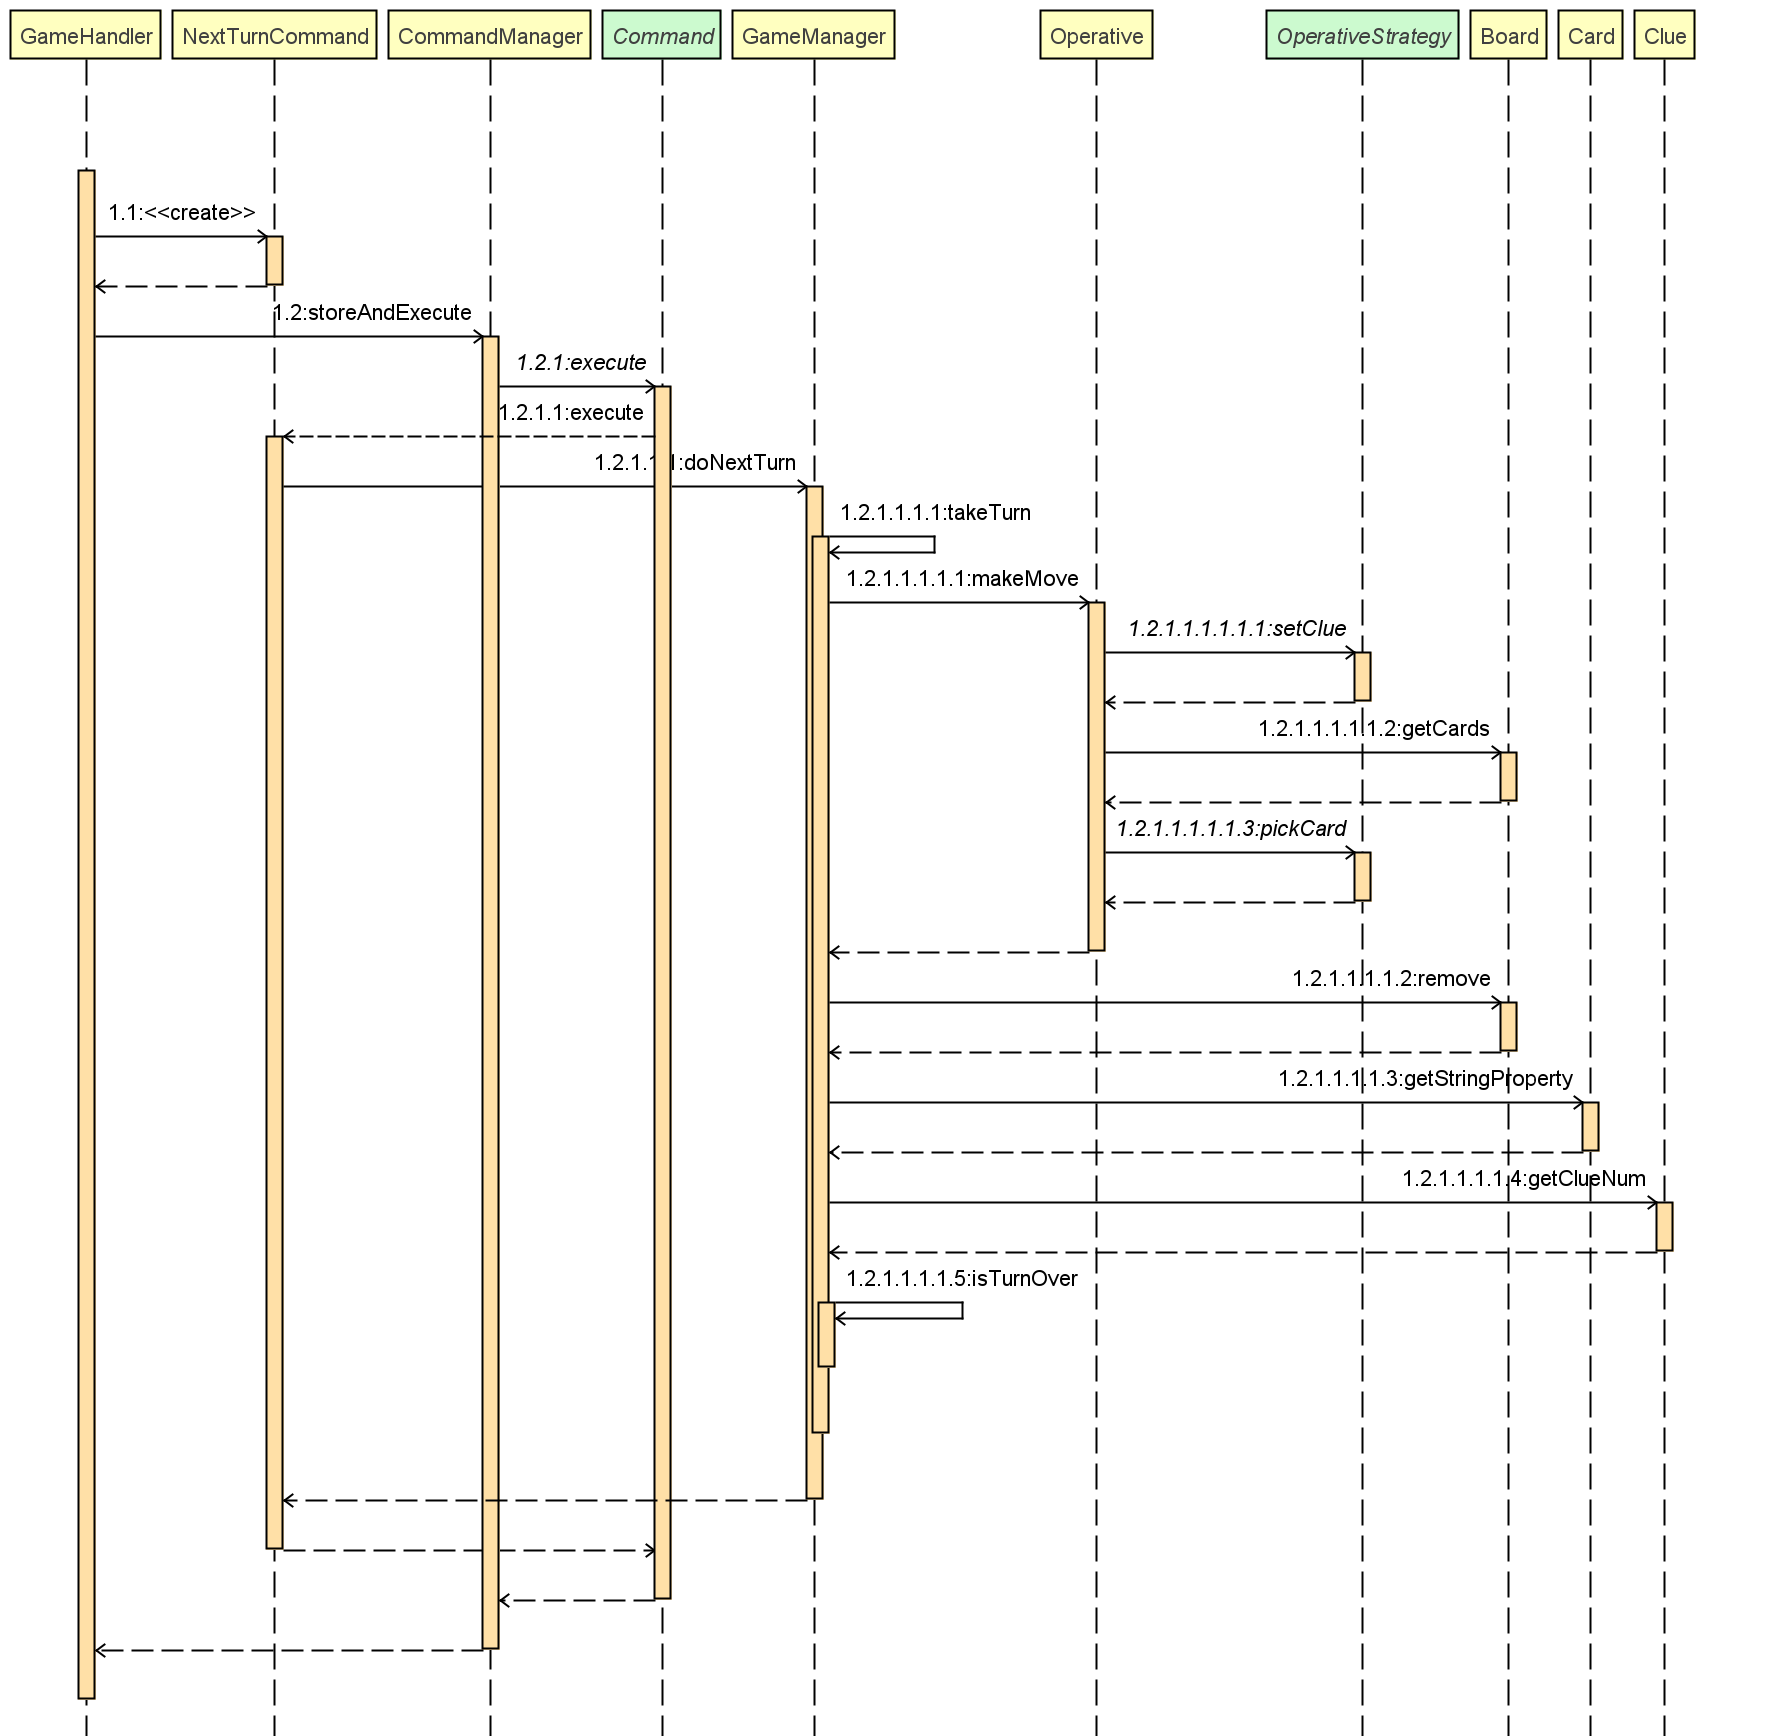 GameHandler NextTurnCommand CommandManager Command GameManager Operative OperativeStrategy Board Card Clue
1.1:<<create>>
1.2:storeAndExecute
1.2.1:execute
1.2.1.1:execute
1.2.1.1.1:doNextTurn
1.2.1.1.1.1:takeTurn
1.2.1.1.1.1.1:makeMove
1.2.1.1.1.1.1.1:setClue
1.2.1.1.1.1.1.2:getCards
1.2.1.1.1.1.1.3:pickCard
1.2.1.1.1.1.2:remove
1.2.1.1.1.1.3:getStringProperty
1.2.1.1.1.1.4:getClueNum
1.2.1.1.1.1.5:isTurnOver